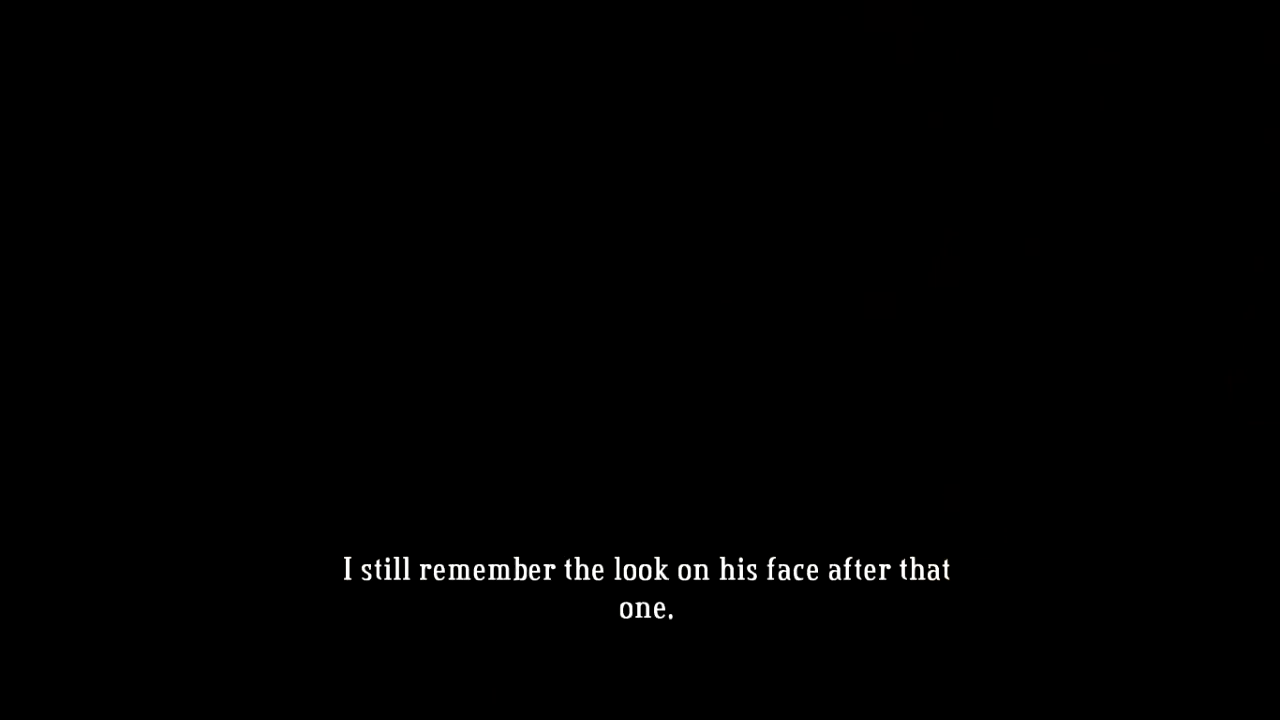 I still remember the look on his face after that
one.